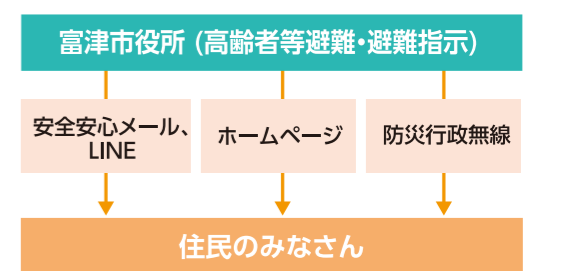 富津市役所 (高齢者等避難・避難指示)
安全安心メール、
LINE
ホームページ
防災行政無線
住民のみなさん